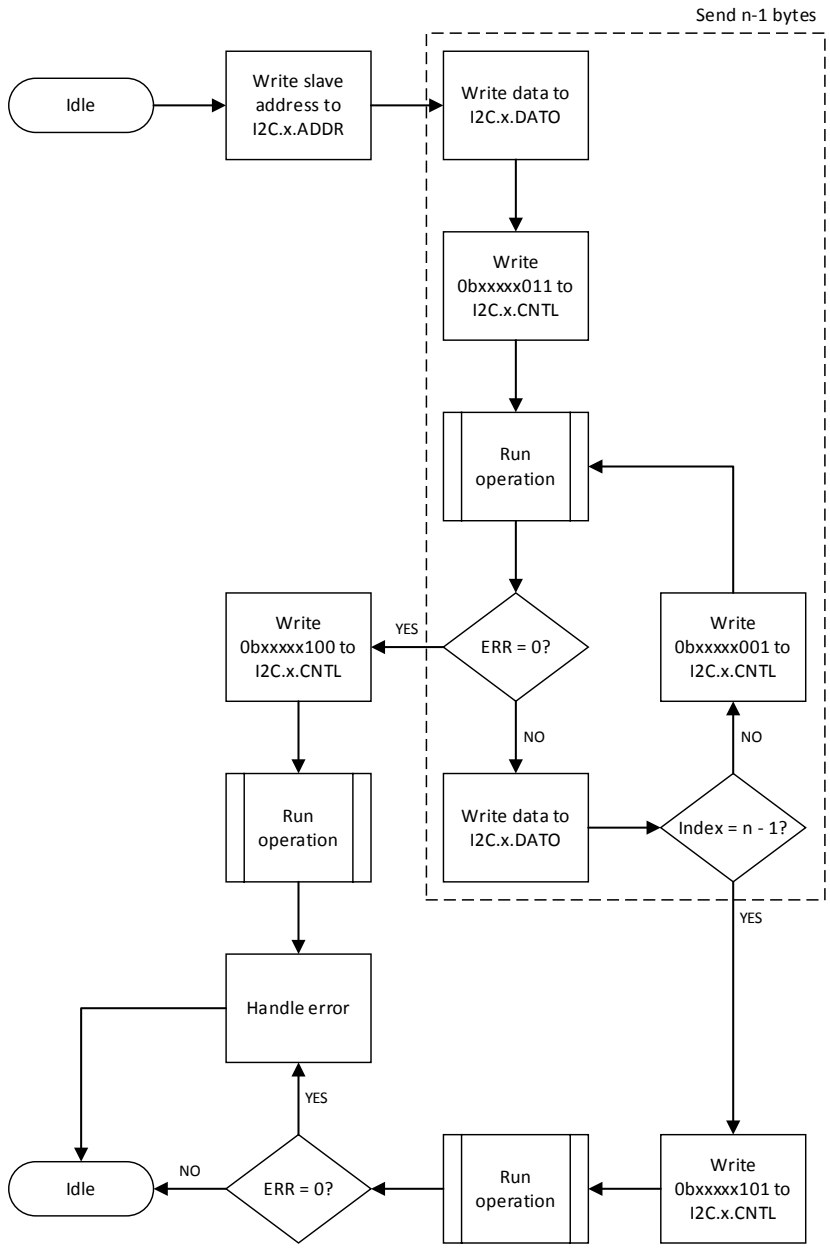 Send n-1 bytes
Idle
Write slave
address to
I2C.x.ADDR
Write data to
I2C.x.DATO
Write
0bxxxxx011 to
I2C.x.CNTL
Run
operation
ERR = 0?
YES
Write
0bxxxxx100 to
I2C.x.CNTL
Write
0bxxxxx001 to
I2C.x.CNTL
NO
NO
Run
operation
Write data to
I2C.x.DATO
Index = n - 1?
YES
Handle error
YES
Idle
NO
ERR = 0?
Run
operation
Write
0bxxxxx101 to
I2C.x.CNTL